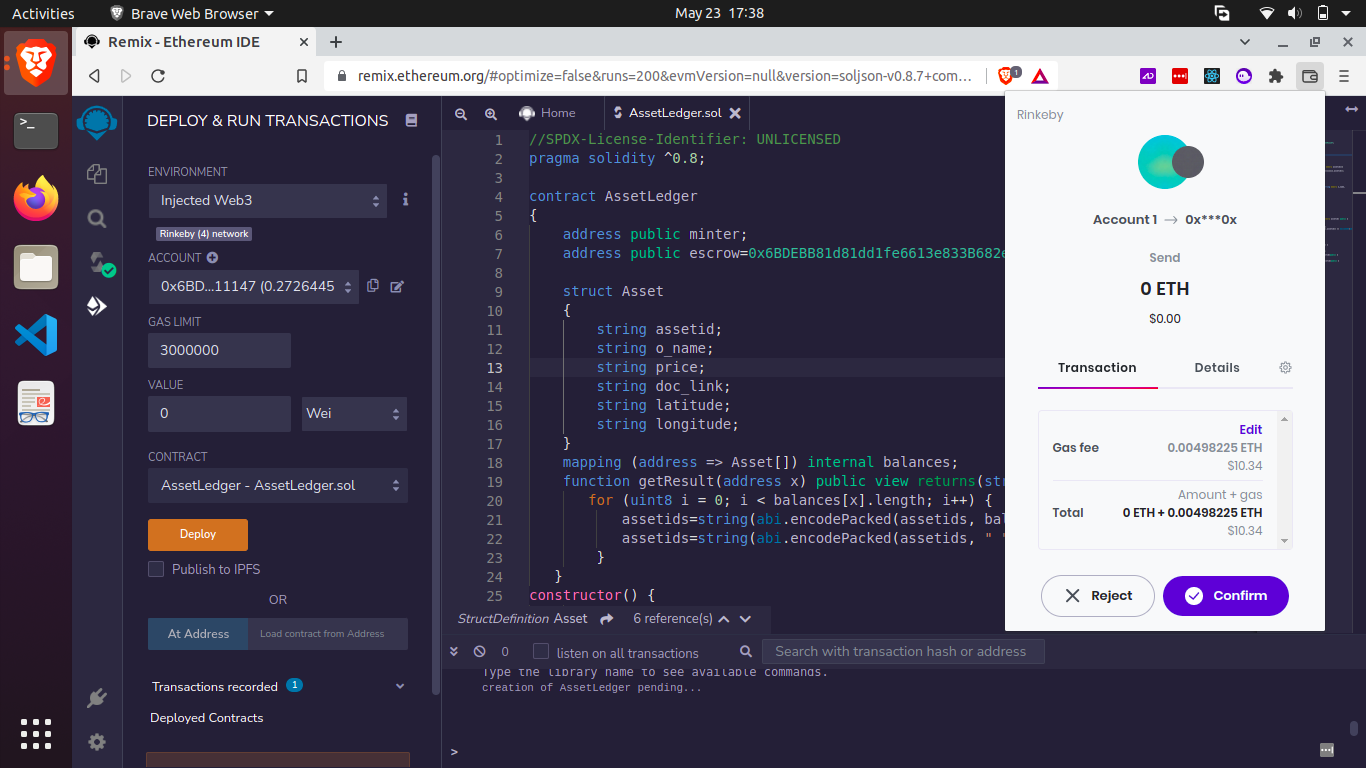 Activities
Brave Web Browser
May 23 17:38
Remix - Ethereum IDE
remix.ethereum.org/#optimize=false&runs=200&evmVersion=null&version=soljson-v0.8.7+com...
1
DEPLOY & RUN TRANSACTIONS
ENVIRONMENT
Injected Web3
Rinkeby (4) network
ACCOUNT
0x6BD...11147 (0.2726445
GAS LIMIT
3000000
VALUE
0
Wei
CONTRACT
AssetLedger - AssetLedger.sol
Deploy
Publish to IPFS
OR
At Address
Load contract from Address
Transactions recorded 1
Deployed Contracts
Home
AssetLedger.sol
1 //SPDX-License-Identifier: UNLICENSED
2 pragma solidity ^0.8;
3
4 contract AssetLedger
5 {
6 address public minter;
7 address public escrow=0x6BDEBB81d81dd1fe6613e833B682e
8
9 struct Asset
10 {
11 string assetid;
12 string o_name;
13 string price;
14 string doc_link;
15 string latitude;
16 string longitude;
17 }
18 mapping (address => Asset[]) internal balances;
19 function getResult(address x) public view returns(str
20 for (uint8 i = 0; i < balances[x].length; i++) {
21 assetids=string(abi.encodePacked(assetids, bal
22 assetids=string(abi.encodePacked(assetids, " "
23 }
24 }
25 constructor() {
StructDefinition Asset
6 reference(s)
0
listen on all transactions
Search with transaction hash or address
Type the library name to see available commands.
creation of AssetLedger pending...
>
Rinkeby
Account 1 → 0x***0x
Send
0 ETH
$0.00
Transaction
Details
Edit
Gas fee 0.00498225 ETH
$10.34
Amount + gas
Total 0 ETH + 0.00498225 ETH
$10.34
Reject
Confirm